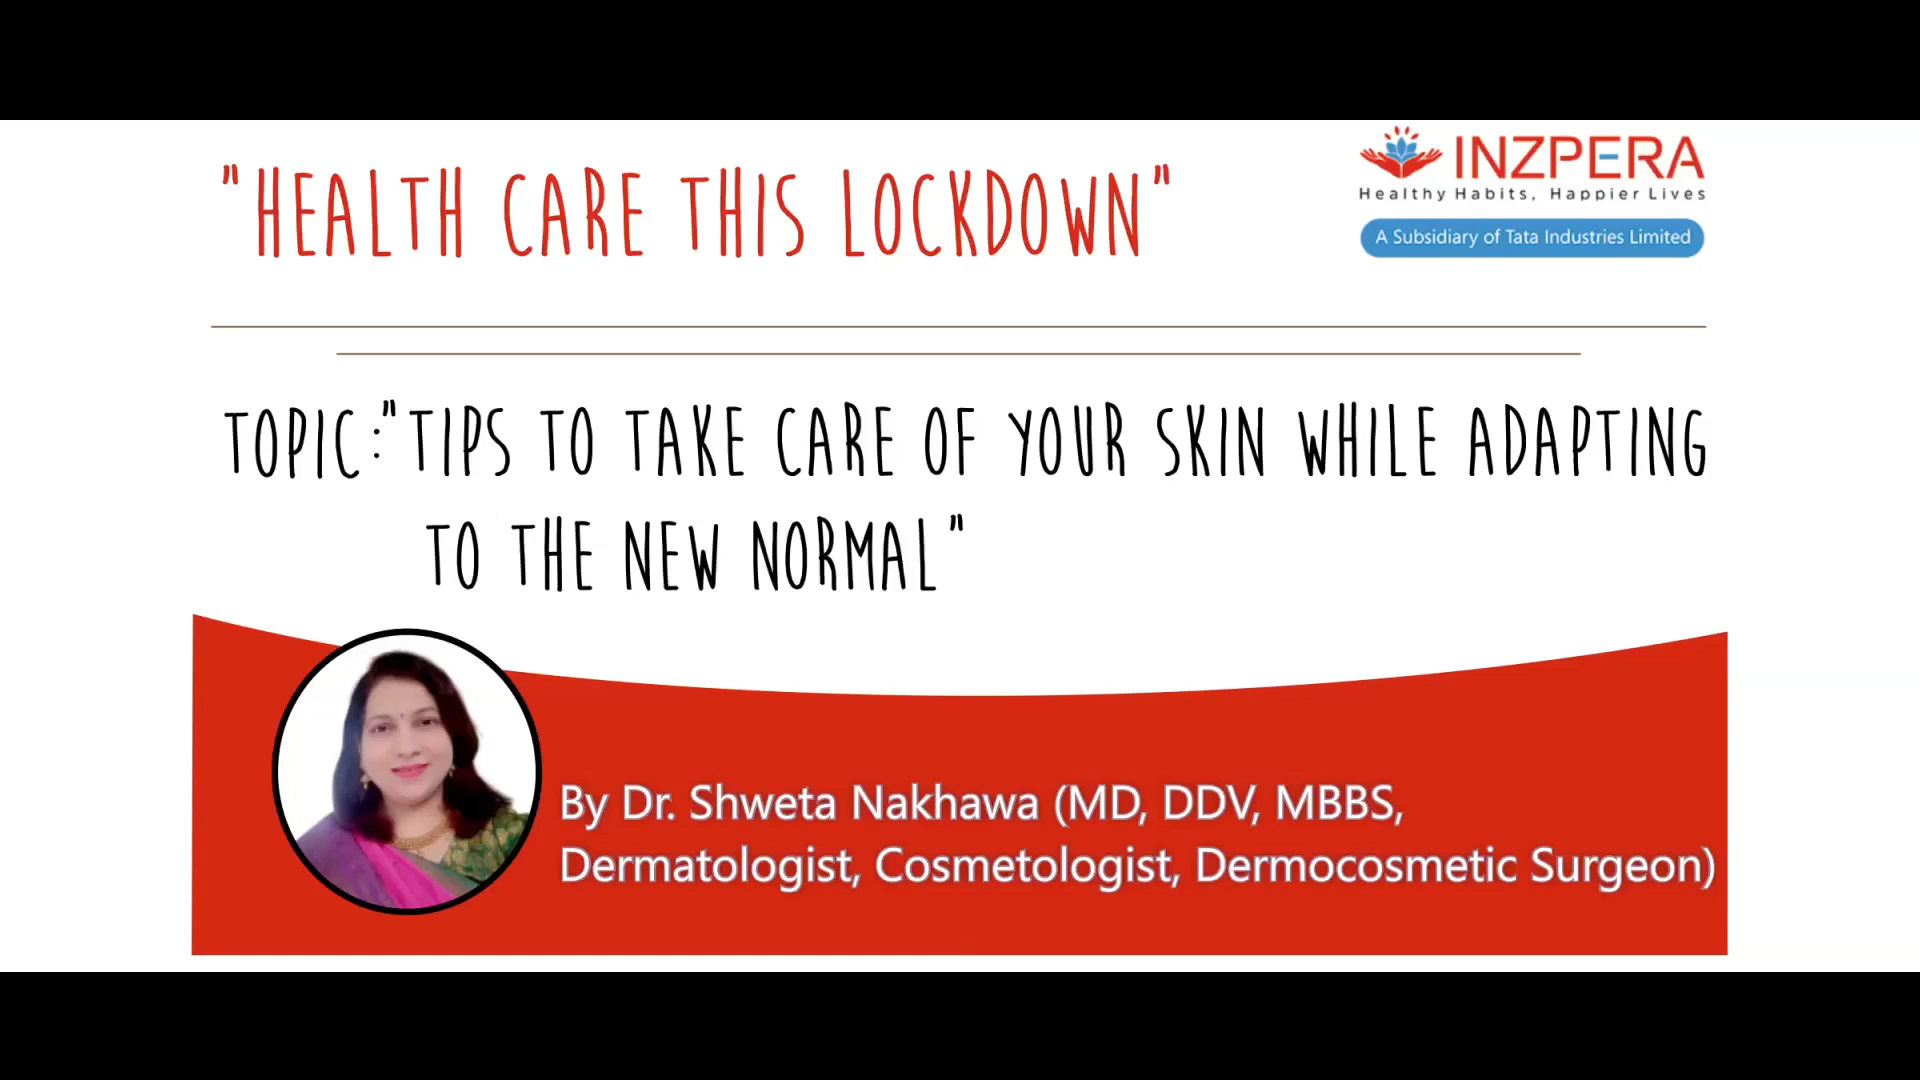 "HEALTH CARE THIS LOCKDOWN"
INZPERA
Healthy Habits, Happier Lives
A Subsidiary of Tata Industries Limited
TOPIC:"TIPS TO TAKE CARE OF YOUR SKIN WHILE ADAPTING
TO THE NEW NORMAL"
By Dr. Shweta Nakhawa (MD, DDV, MBBS,
Dermatologist, Cosmetologist, Dermocosmetic Surgeon)